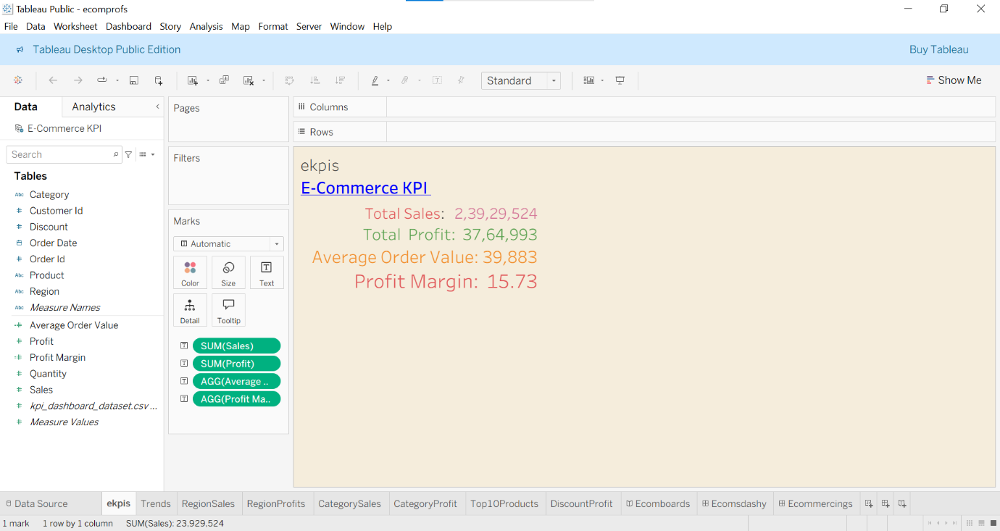 Tableau Public - ecomprofs
File Data Worksheet Dashboard Story Analysis Map Format Server Window Help
Tableau Desktop Public Edition
Buy Tableau
Standard
Show Me
Data
Analytics
E-Commerce KPI
Search
Tables
Abc Category
# Customer Id
# Discount
Order Date
# Order Id
Abc Product
Abc Region
Abc Measure Names
=# Average Order Value
# Profit
=# Profit Margin
# Quantity
# Sales
# kpi_dashboard_dataset.csv ...
# Measure Values
Pages
Filters
Marks
Automatic
Color
Size
Text
Detail
Tooltip
SUM(Sales)
SUM(Profit)
AGG(Average ..
AGG(Profit Ma..
Columns
Rows
ekpis
E-Commerce KPI
Total Sales: 2,39,29,524
Total Profit: 37,64,993
Average Order Value: 39,883
Profit Margin: 15.73
Data Source
ekpis
Trends
RegionSales
RegionProfits
CategorySales
CategoryProfit
Top10Products
DiscountProfit
Ecomboards
Ecomsdashy
Ecommercings
1 mark
1 row by 1 column
SUM(Sales): 23,929,524